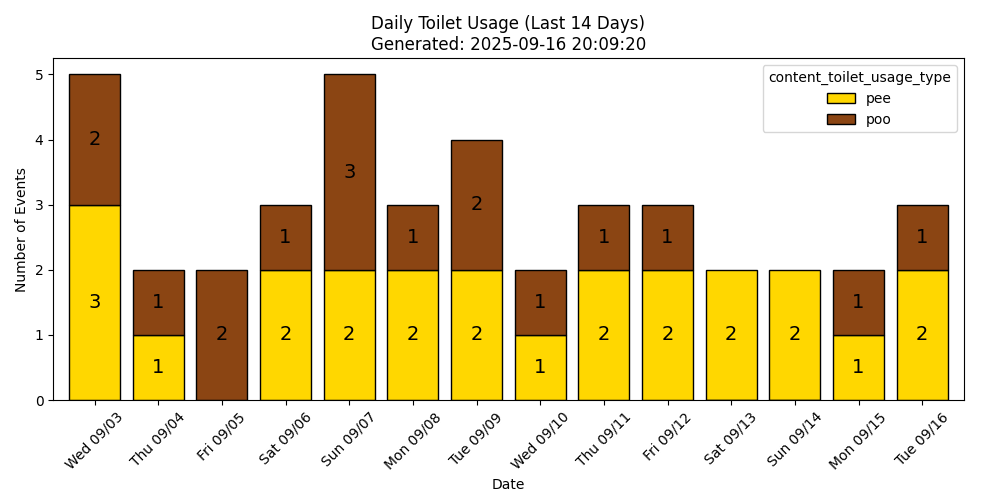 Daily Toilet Usage (Last 14 Days)
Generated: 2025-09-16 20:09:20
content_toilet_usage_type
pee
poo
Number of Events
5
4
3
2
1
0
2
3
1
1
2
1
2
3
2
1
2
2
2
1
1
1
2
1
2
2
2
1
1
1
2
Wed 09/03
Thu 09/04
Fri 09/05
Sat 09/06
Sun 09/07
Mon 09/08
Tue 09/09
Wed 09/10
Thu 09/11
Fri 09/12
Sat 09/13
Sun 09/14
Mon 09/15
Tue 09/16
Date